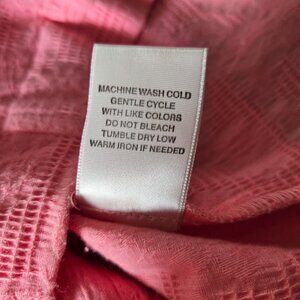 MACHINE WASH COLD
GENTLE CYCLE
WITH LIKE COLORS
DO NOT BLEACH
TUMBLE DRY LOW
WARM IRON IF NEEDED